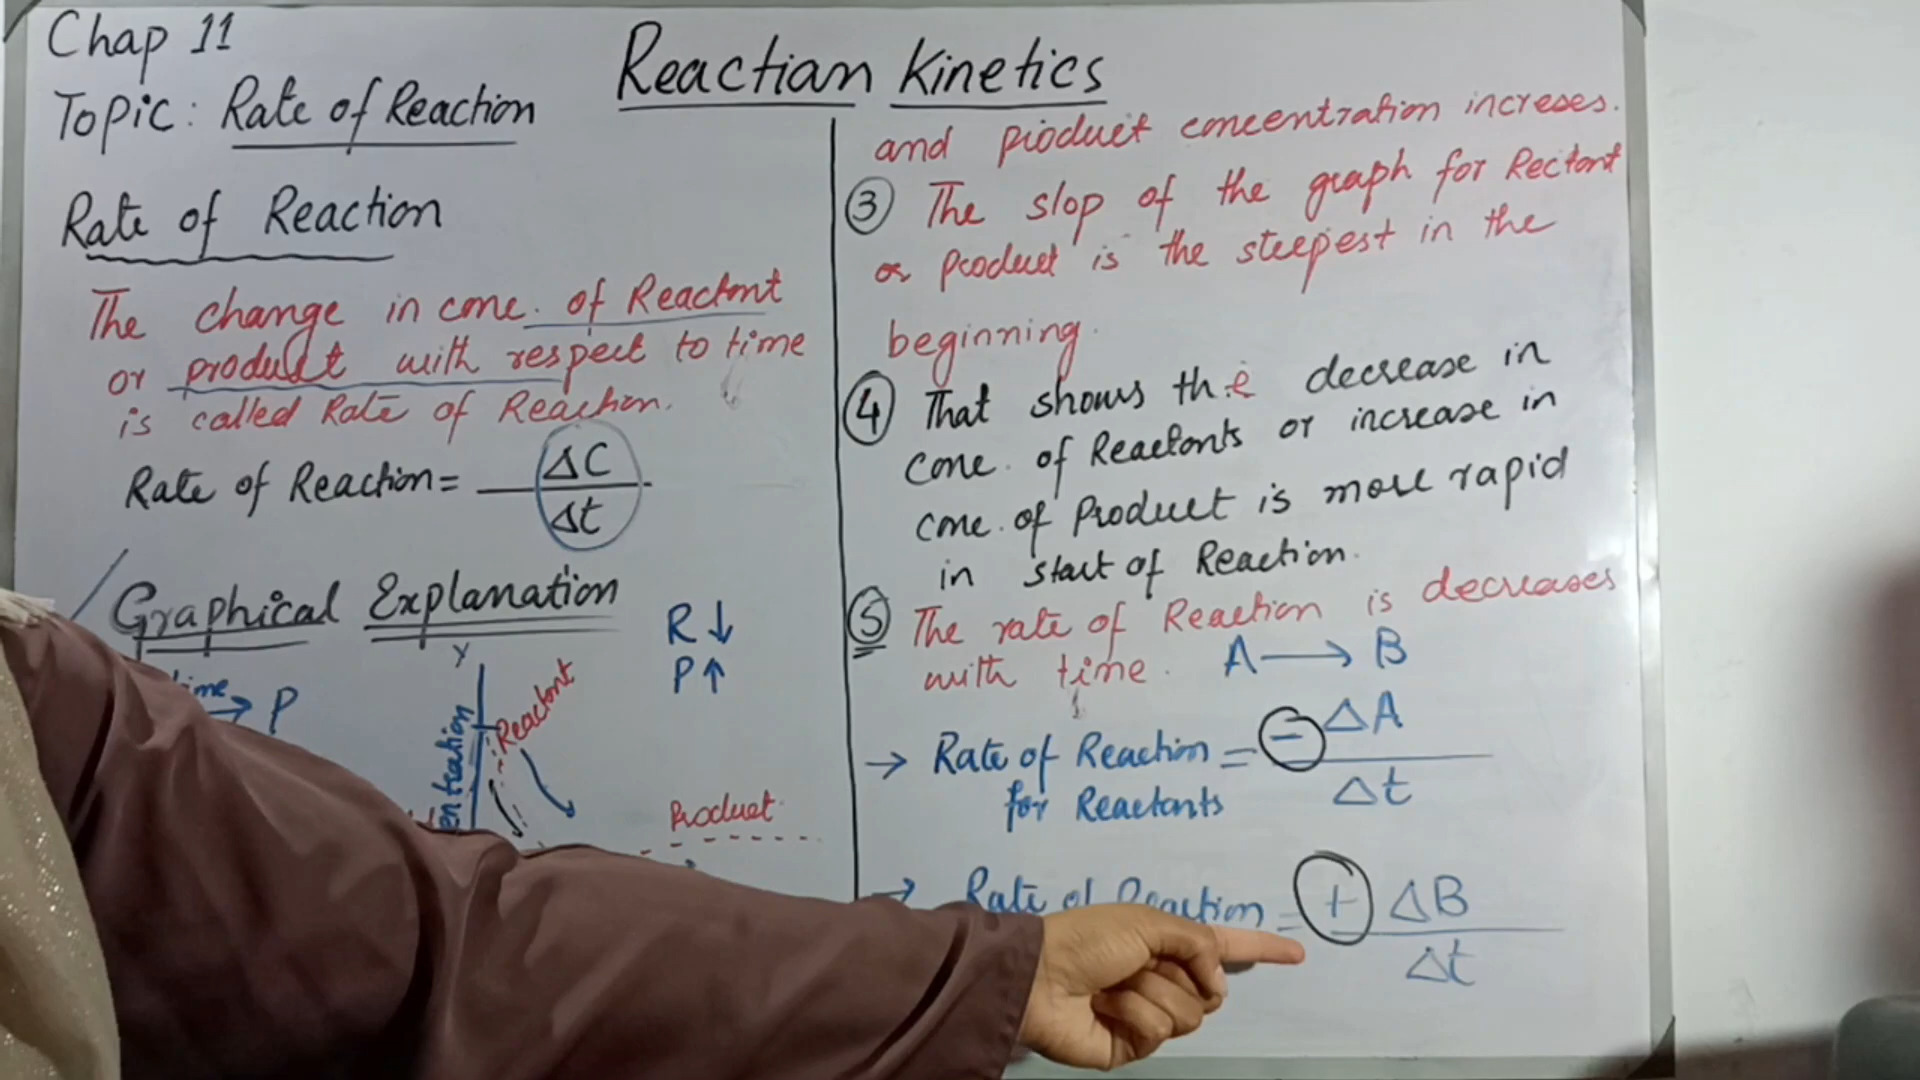 Chap 11
Topic: Rate of Reaction
Reactian Kinetics
Rate of Reaction
The change in conc. of Reactant
or product with respect to time
is called Rate of Reaction.
Rate of Reaction = ΔC
Δt
Graphical Explanation
R ↓
P ↑
→ P
Y
Reactant
Product
and product concentration increses.
③ The slop of the graph for Rectant
or product is the steepest in the
beginning.
④ That shows the decrease in
conc. of Reactants or increase in
conc. of Product is more rapid
in start of Reaction.
⑤ The rate of Reaction is decreases
with time. A → B
→ Rate of Reaction = - ΔA
for Reactants Δt
→ Rate of Reaction = + ΔB
Δt